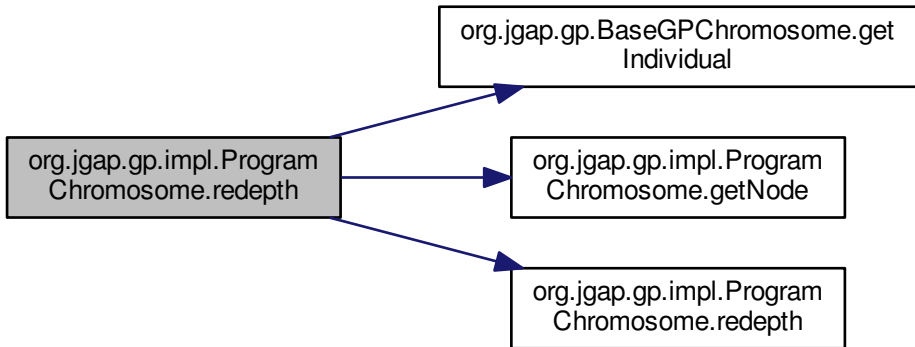 org.jgap.gp.BaseGPChromosome.get
Individual
org.jgap.gp.impl.Program
Chromosome.redepth
org.jgap.gp.impl.Program
Chromosome.getNode
org.jgap.gp.impl.Program
Chromosome.redepth